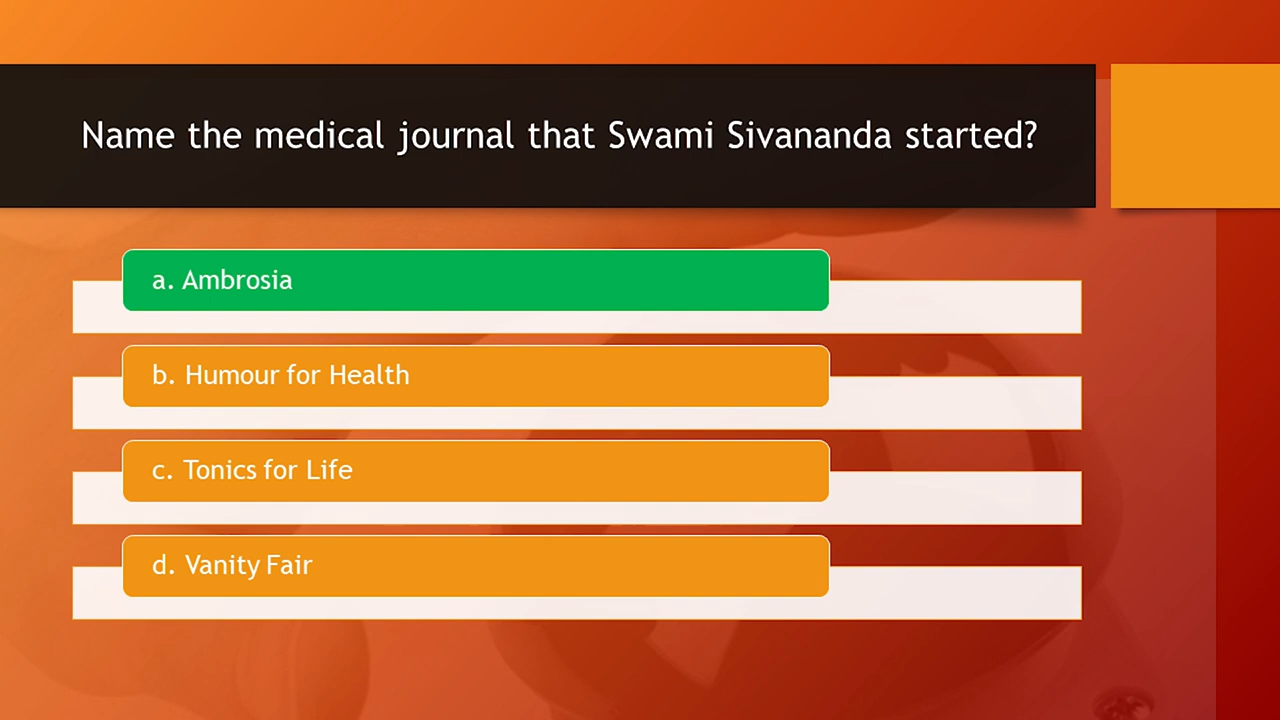 Name the medical journal that Swami Sivananda started?
a. Ambrosia
b. Humour for Health
c. Tonics for Life
d. Vanity Fair